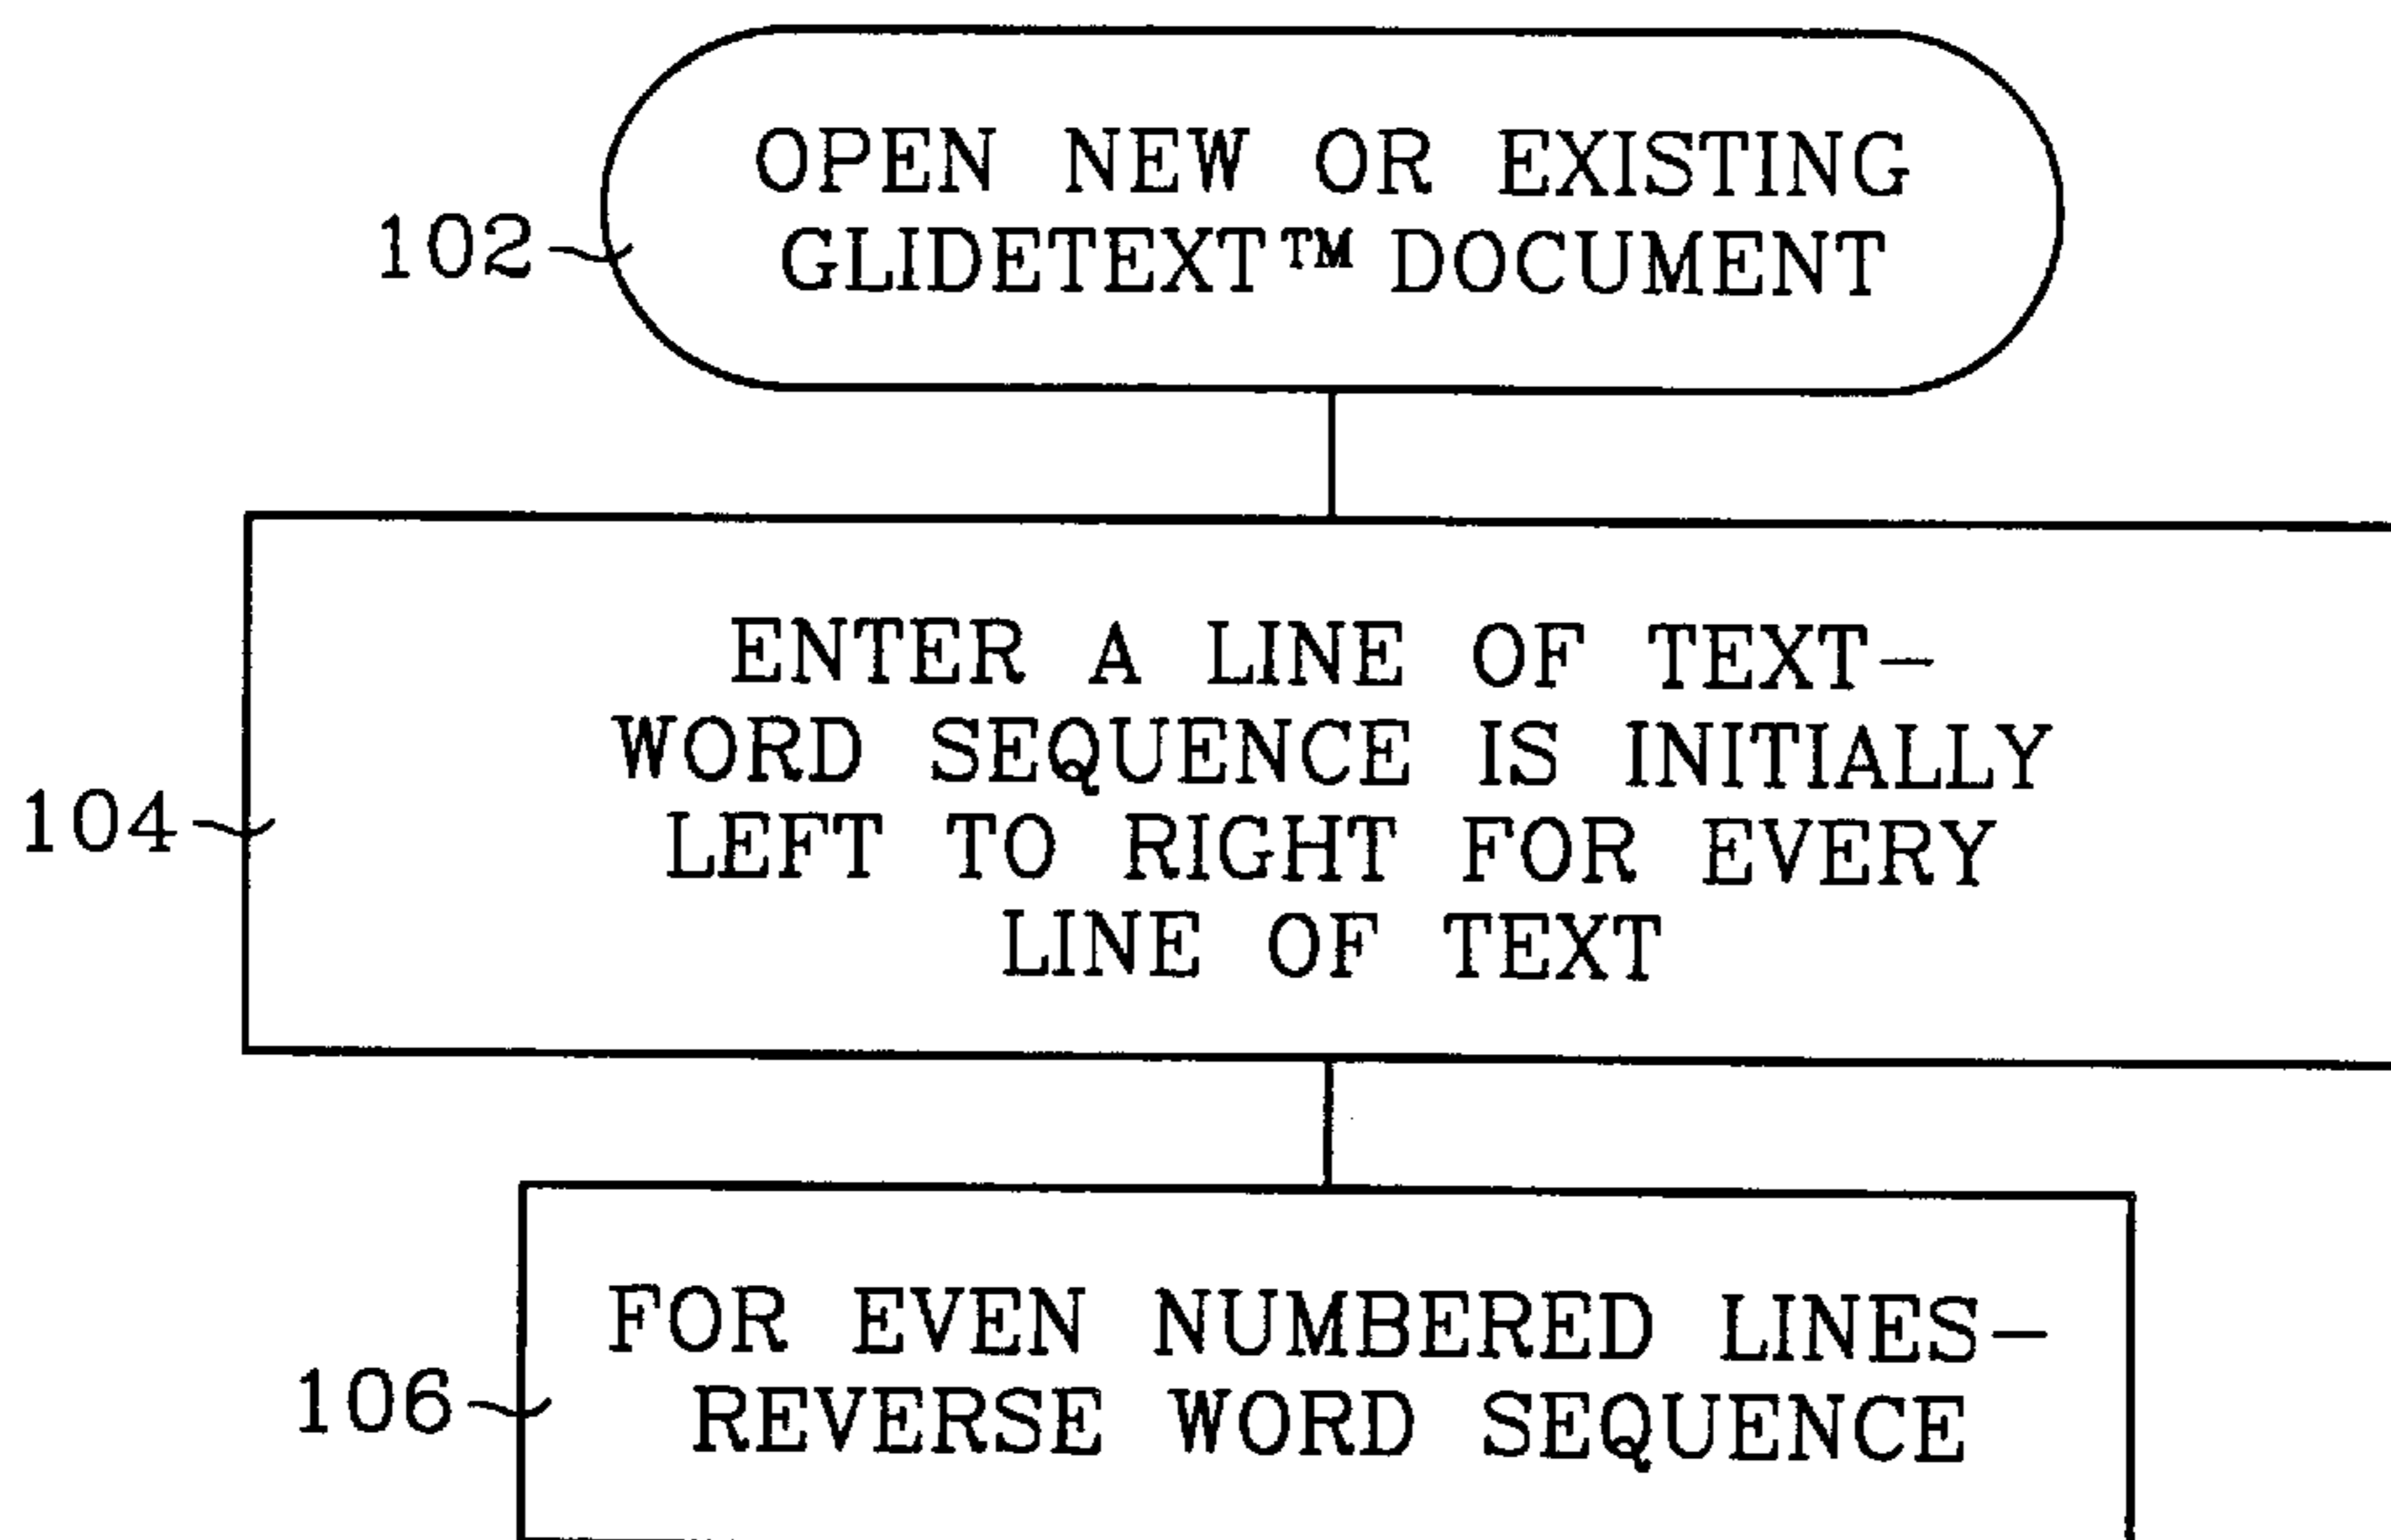 OPEN NEW OR EXISTING
102 GLIDETEXT™ DOCUMENT
ENTER A LINE OF TEXT-
WORD SEQUENCE IS INITIALLY
104 LEFT TO RIGHT FOR EVERY
LINE OF TEXT
FOR EVEN NUMBERED LINES-
106 REVERSE WORD SEQUENCE